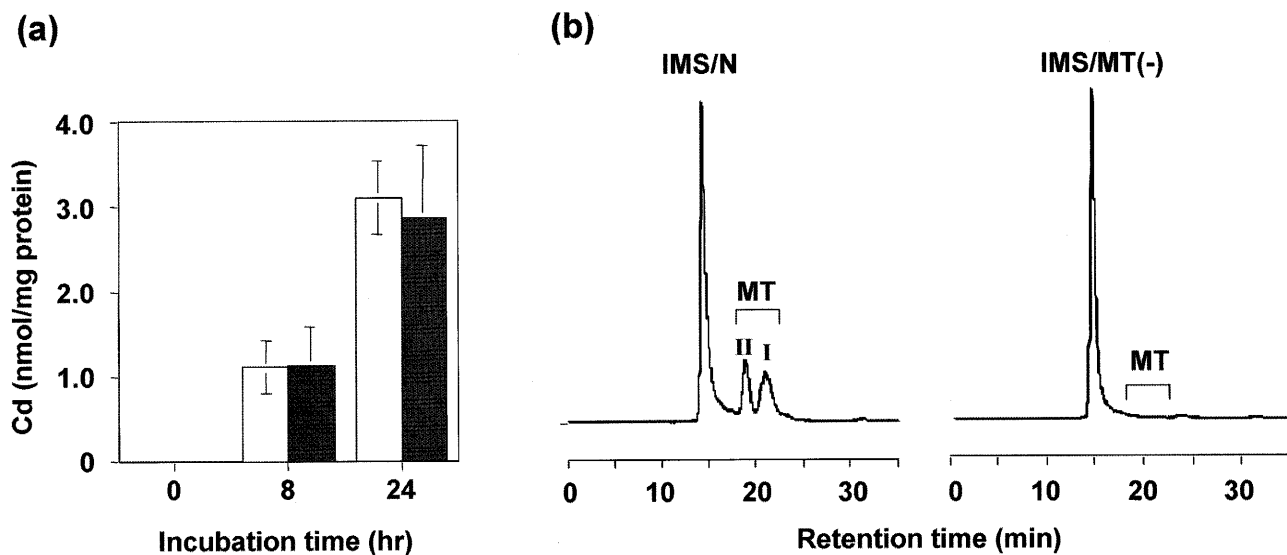 (a)
Cd (nmol/mg protein)
4.0
3.0
2.0
1.0
0
0 8 24
Incubation time (hr)
(b)
IMS/N
MT
II I
0 10 20 30
IMS/MT(-)
MT
0 10 20 30
Retention time (min)